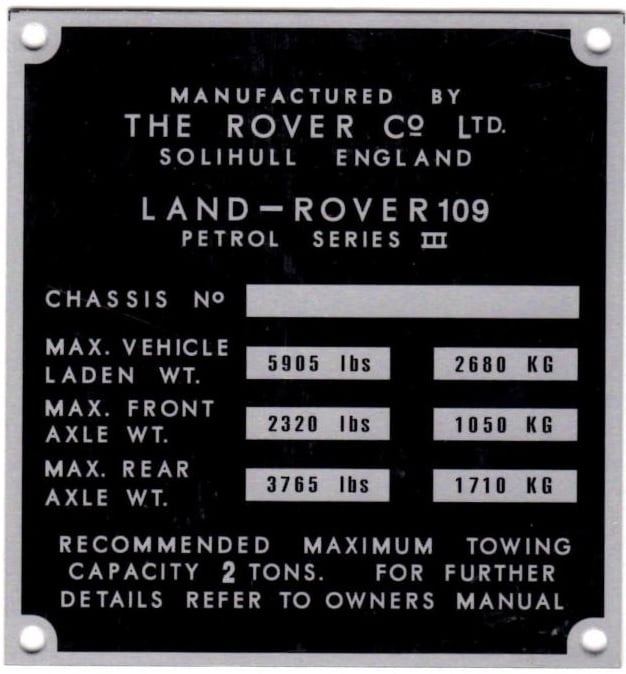 MANUFACTURED BY
THE ROVER Cº LTD.
SOLIHULL ENGLAND
LAND-ROVER 109
PETROL SERIES III
CHASSIS Nº
MAX. VEHICLE
LADEN WT. 5905 lbs 2680 KG
MAX. FRONT
AXLE WT. 2320 lbs 1050 KG
MAX. REAR
AXLE WT. 3765 lbs 1710 KG
RECOMMENDED MAXIMUM TOWING
CAPACITY 2 TONS. FOR FURTHER
DETAILS REFER TO OWNERS MANUAL